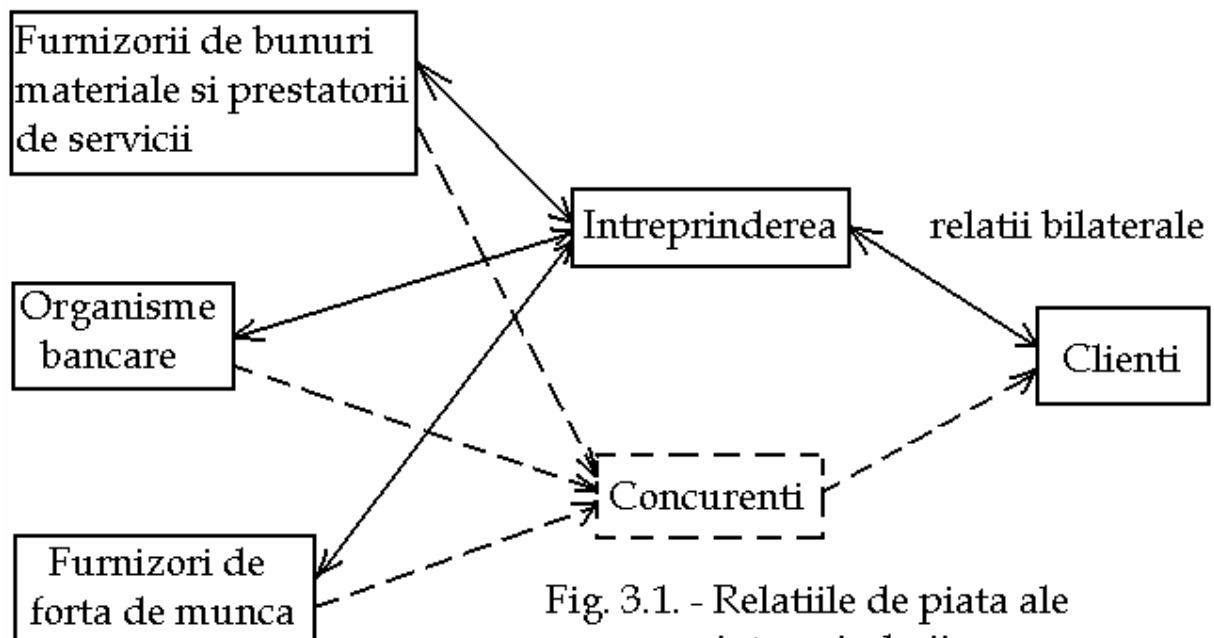 Furnizorii de bunuri
materiale si prestatorii
de servicii
Intreprinderea
relatii bilaterale
Organisme
bancare
Clienti
Concurenti
Furnizori de
forta de munca
Fig. 3.1. - Relatiile de piata ale